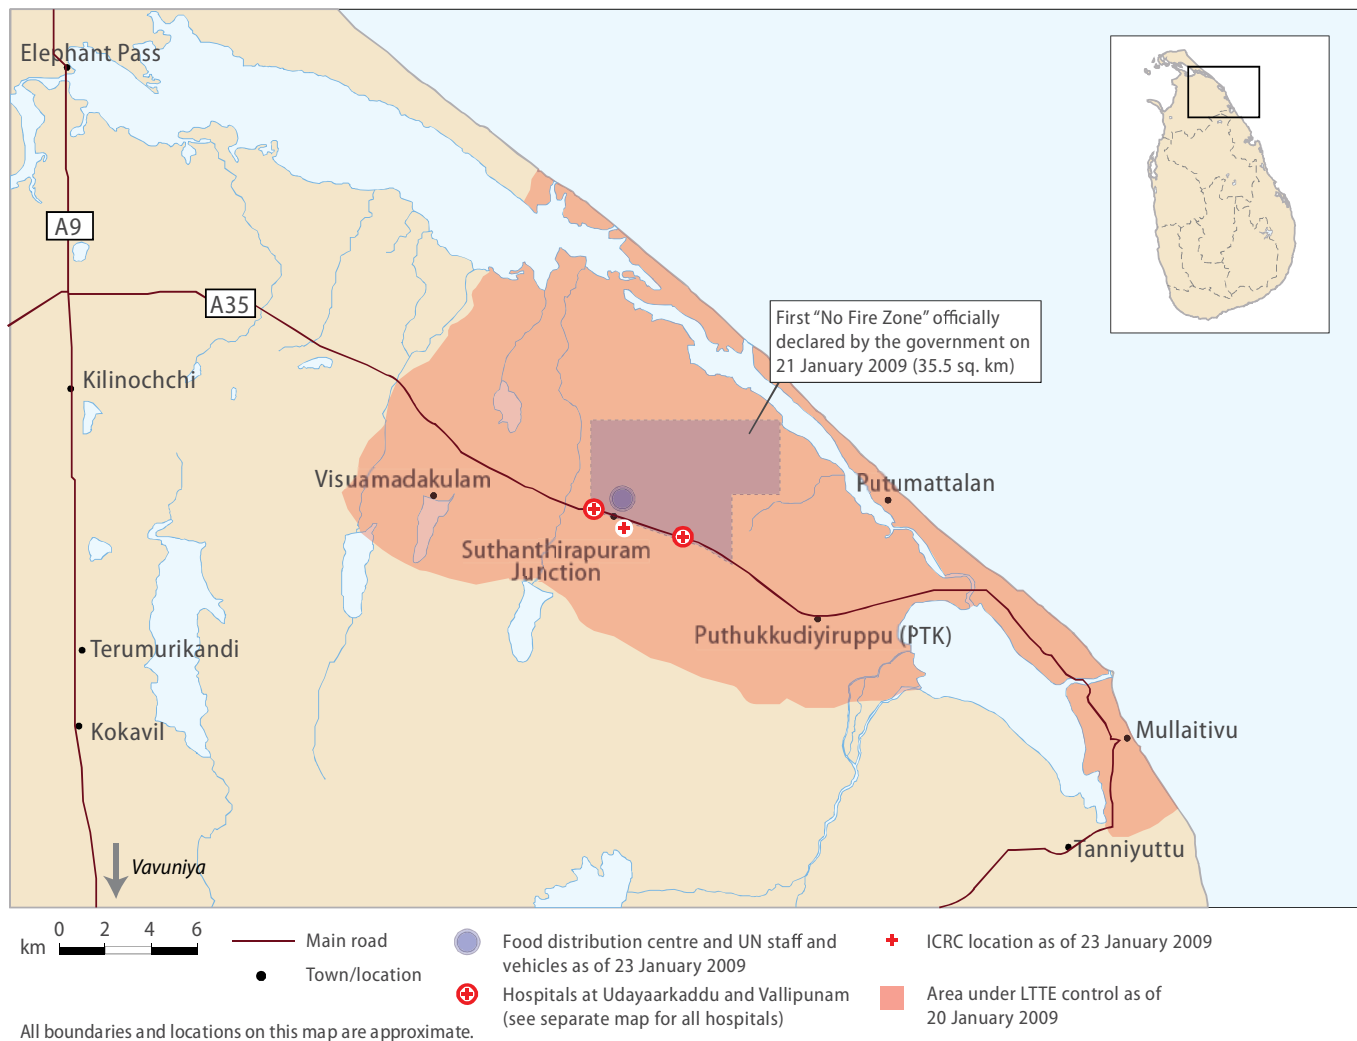 Elephant Pass
A9
A35
First “No Fire Zone” officially
declared by the government on
21 January 2009 (35.5 sq. km)
Kilinochchi
Visuamadakulam
Putumattalan
Suthanthirapuram
Junction
Puthukkudiyiruppu (PTK)
Terumurikandi
Kokavil
Mullaitivu
Tanniyuttu
Vavuniya
0 2 4 6
km
Main road
Town/location
Food distribution centre and UN staff and
vehicles as of 23 January 2009
Hospitals at Udayaarkaddu and Vallipunam
(see separate map for all hospitals)
ICRC location as of 23 January 2009
Area under LTTE control as of
20 January 2009
All boundaries and locations on this map are approximate.